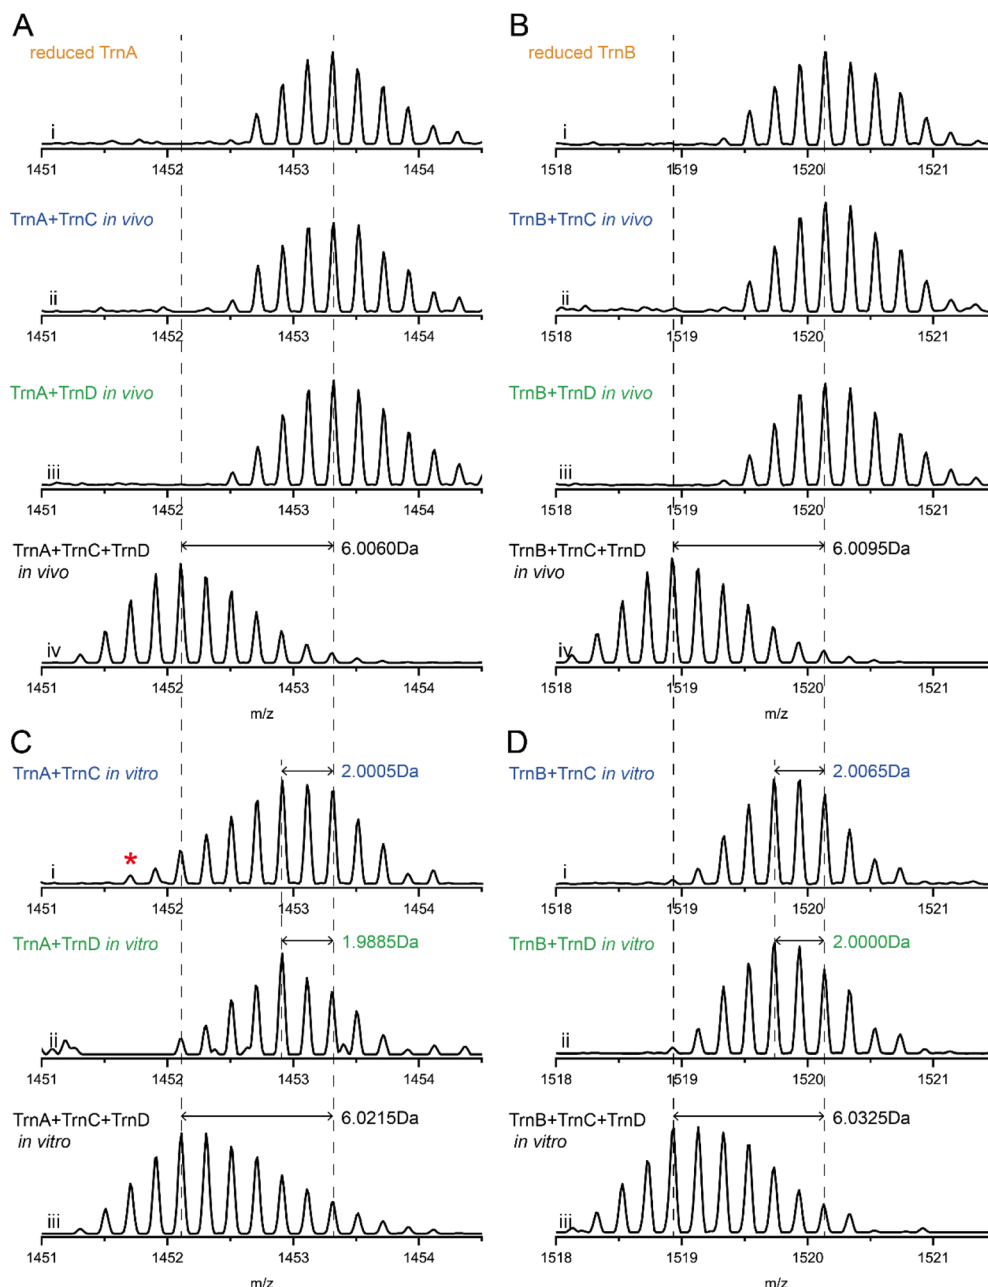 A
reduced TrnA
i
1451 1452 1453 1454
TrnA+TrnC in vivo
ii
1451 1452 1453 1454
TrnA+TrnD in vivo
iii
1451 1452 1453 1454
TrnA+TrnC+TrnD
in vivo
6.0060Da
iv
1451 1452 1453 1454
m/z
B
reduced TrnB
i
1518 1519 1520 1521
TrnB+TrnC in vivo
ii
1518 1519 1520 1521
TrnB+TrnD in vivo
iii
1518 1519 1520 1521
TrnB+TrnC+TrnD
in vivo
6.0095Da
iv
1518 1519 1520 1521
m/z
C
TrnA+TrnC in vitro
2.0005Da
*
i
1451 1452 1453 1454
TrnA+TrnD in vitro
1.9885Da
ii
1451 1452 1453 1454
TrnA+TrnC+TrnD
in vitro
6.0215Da
iii
1451 1452 1453 1454
m/z
D
TrnB+TrnC in vitro
2.0065Da
i
1518 1519 1520 1521
TrnB+TrnD in vitro
2.0000Da
ii
1518 1519 1520 1521
TrnB+TrnC+TrnD
in vitro
6.0325Da
iii
1518 1519 1520 1521
m/z